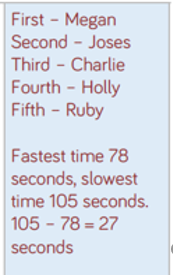 First – Megan
Second – Joses
Third – Charlie
Fourth – Holly
Fifth – Ruby
Fastest time 78
seconds, slowest
time 105 seconds.
105 – 78 = 27
seconds